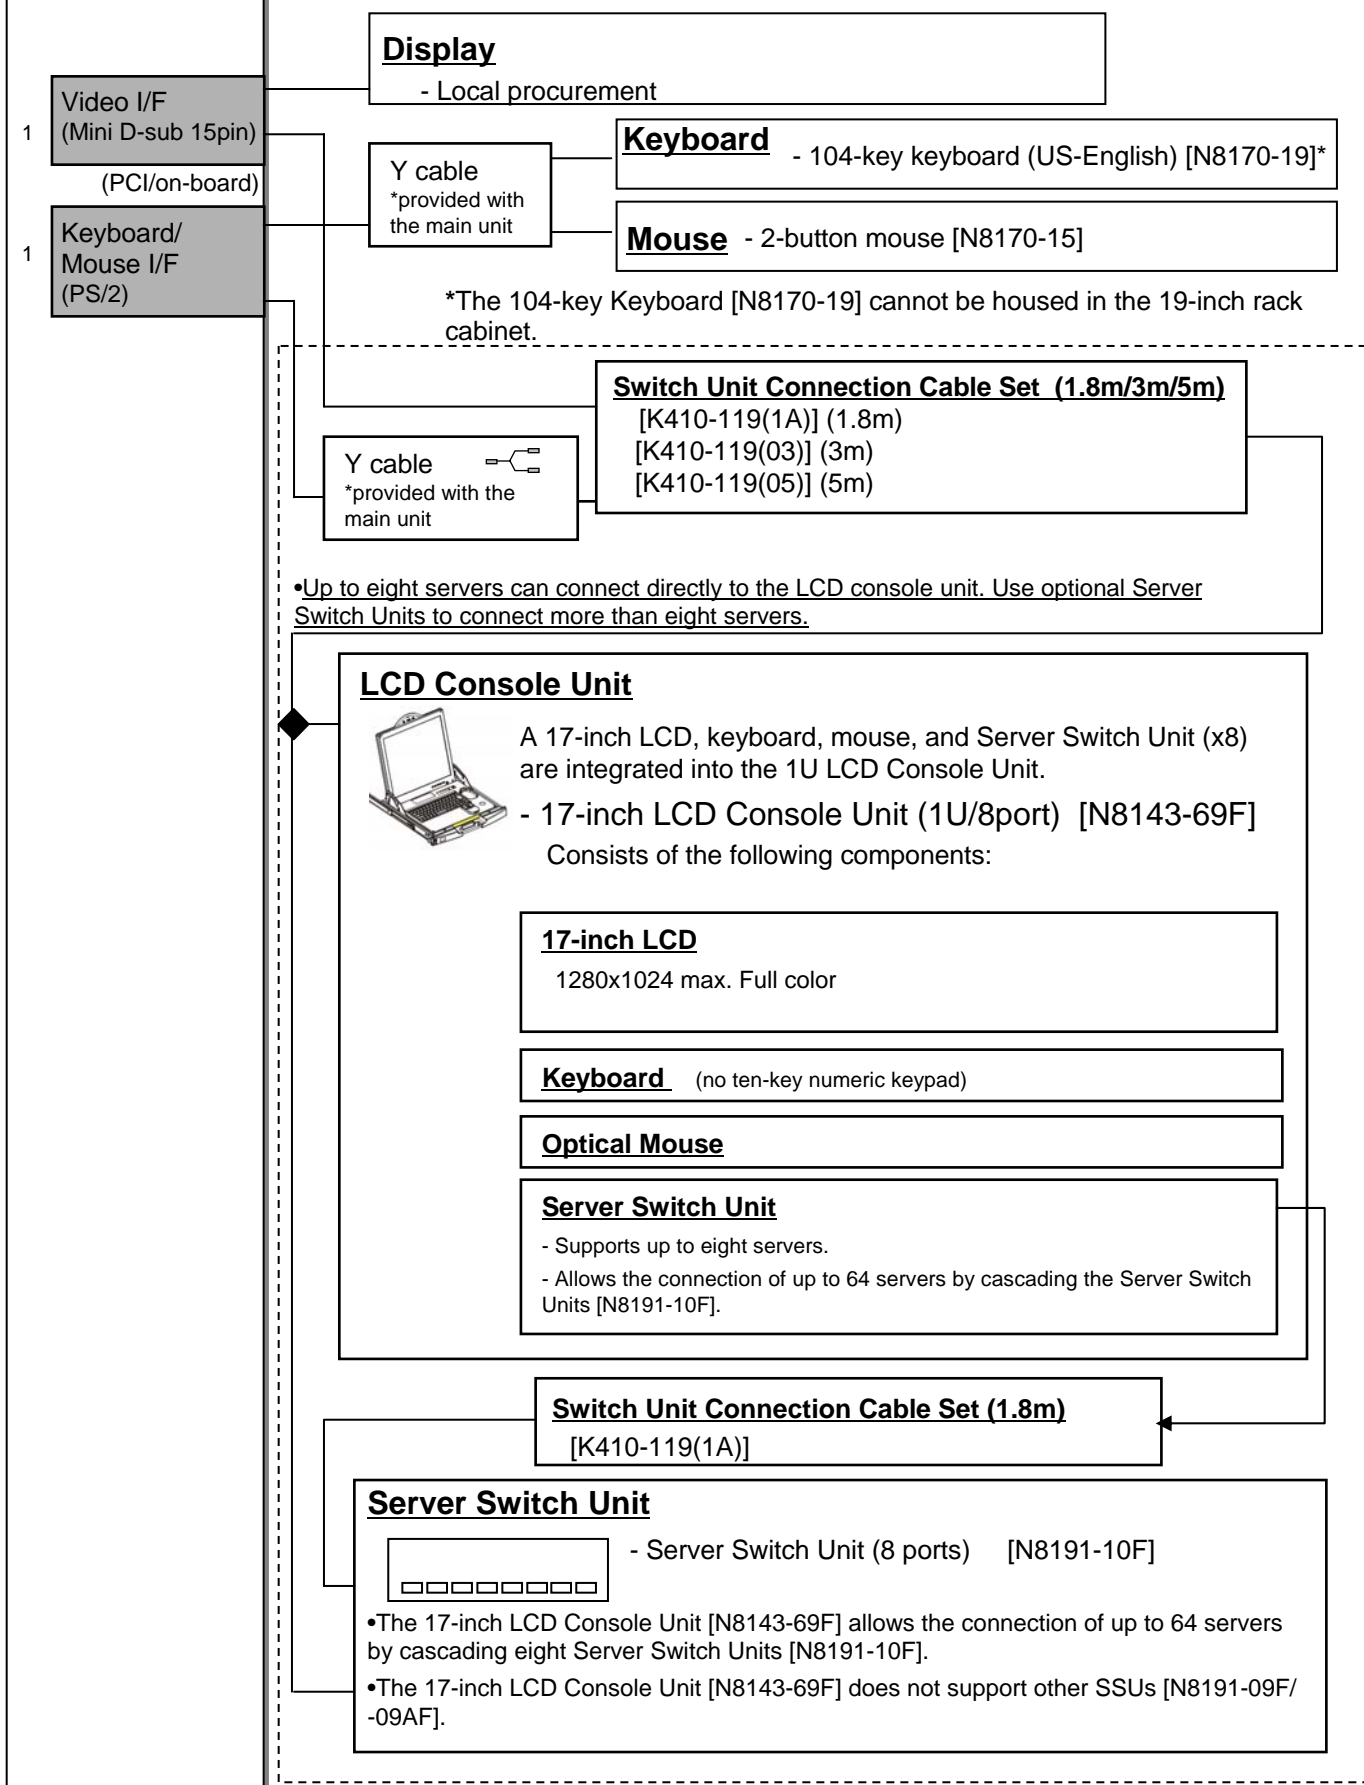 Display
- Local procurement
1
Video I/F
(Mini D-sub 15pin)
(PCI/on-board)
Y cable
*provided with
the main unit
Keyboard - 104-key keyboard (US-English) [N8170-19]*
1
Keyboard/
Mouse I/F
(PS/2)
Mouse - 2-button mouse [N8170-15]
*The 104-key Keyboard [N8170-19] cannot be housed in the 19-inch rack
cabinet.
Switch Unit Connection Cable Set (1.8m/3m/5m)
[K410-119(1A)] (1.8m)
[K410-119(03)] (3m)
[K410-119(05)] (5m)
Y cable
*provided with the
main unit
•Up to eight servers can connect directly to the LCD console unit. Use optional Server
Switch Units to connect more than eight servers.
LCD Console Unit
A 17-inch LCD, keyboard, mouse, and Server Switch Unit (x8)
are integrated into the 1U LCD Console Unit.
- 17-inch LCD Console Unit (1U/8port) [N8143-69F]
Consists of the following components:
17-inch LCD
1280x1024 max. Full color
Keyboard (no ten-key numeric keypad)
Optical Mouse
Server Switch Unit
- Supports up to eight servers.
- Allows the connection of up to 64 servers by cascading the Server Switch
Units [N8191-10F].
Switch Unit Connection Cable Set (1.8m)
[K410-119(1A)]
Server Switch Unit
- Server Switch Unit (8 ports) [N8191-10F]
•The 17-inch LCD Console Unit [N8143-69F] allows the connection of up to 64 servers
by cascading eight Server Switch Units [N8191-10F].
•The 17-inch LCD Console Unit [N8143-69F] does not support other SSUs [N8191-09F/
-09AF].